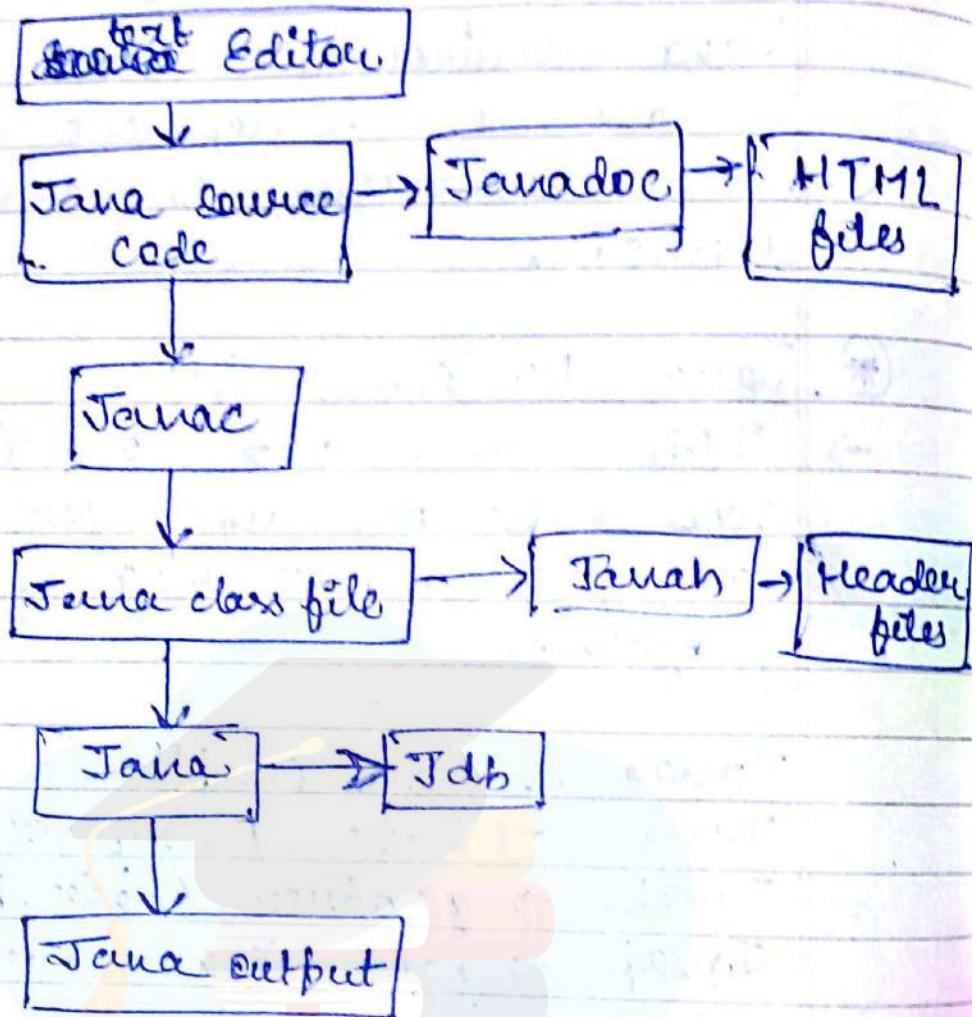 text Editor
Java source
code
Javadoc
HTML
files
Javac
Java class file
Javah
Header
files
Java
Jdb
Java output